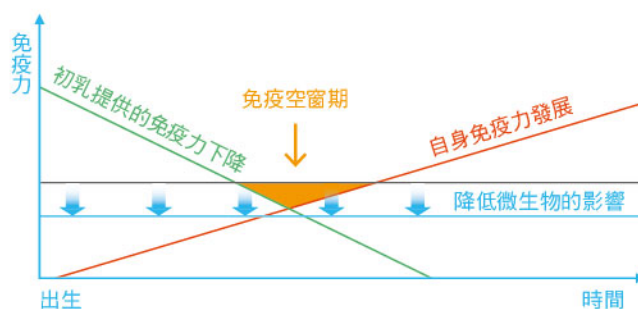 免疫力
初乳提供的免疫力下降
免疫空窗期
自身免疫力發展
降低微生物的影響
出生
時間